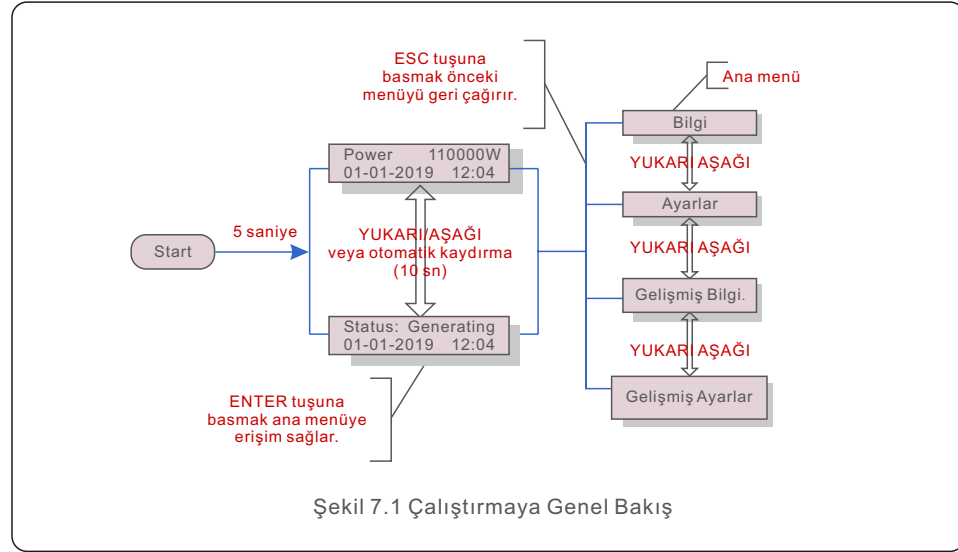 ESC tuşuna
basmak önceki
menüyü geri çağırır.
Ana menü
Bilgi
Power 110000W
01-01-2019 12:04
YUKARI AŞAĞI
Ayarlar
5 saniye
Start
YUKARI/AŞAĞI
veya otomatik kaydırma
(10 sn)
YUKARI AŞAĞI
Gelişmiş Bilgi.
Status: Generating
01-01-2019 12:04
YUKARI AŞAĞI
Gelişmiş Ayarlar
ENTER tuşuna
basmak ana menüye
erişim sağlar.
Şekil 7.1 Çalıştırmaya Genel Bakış